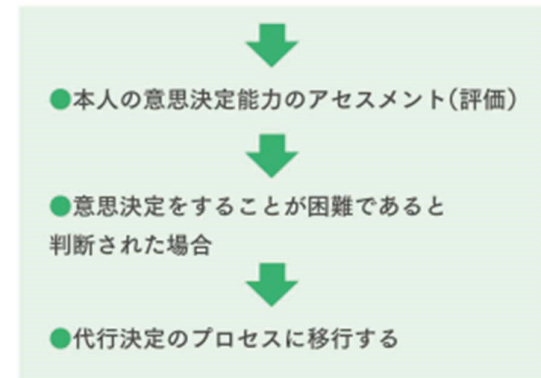 ●本人の意思決定能力のアセスメント(評価)
●意思決定をすることが困難であると
判断された場合
●代行決定のプロセスに移行する